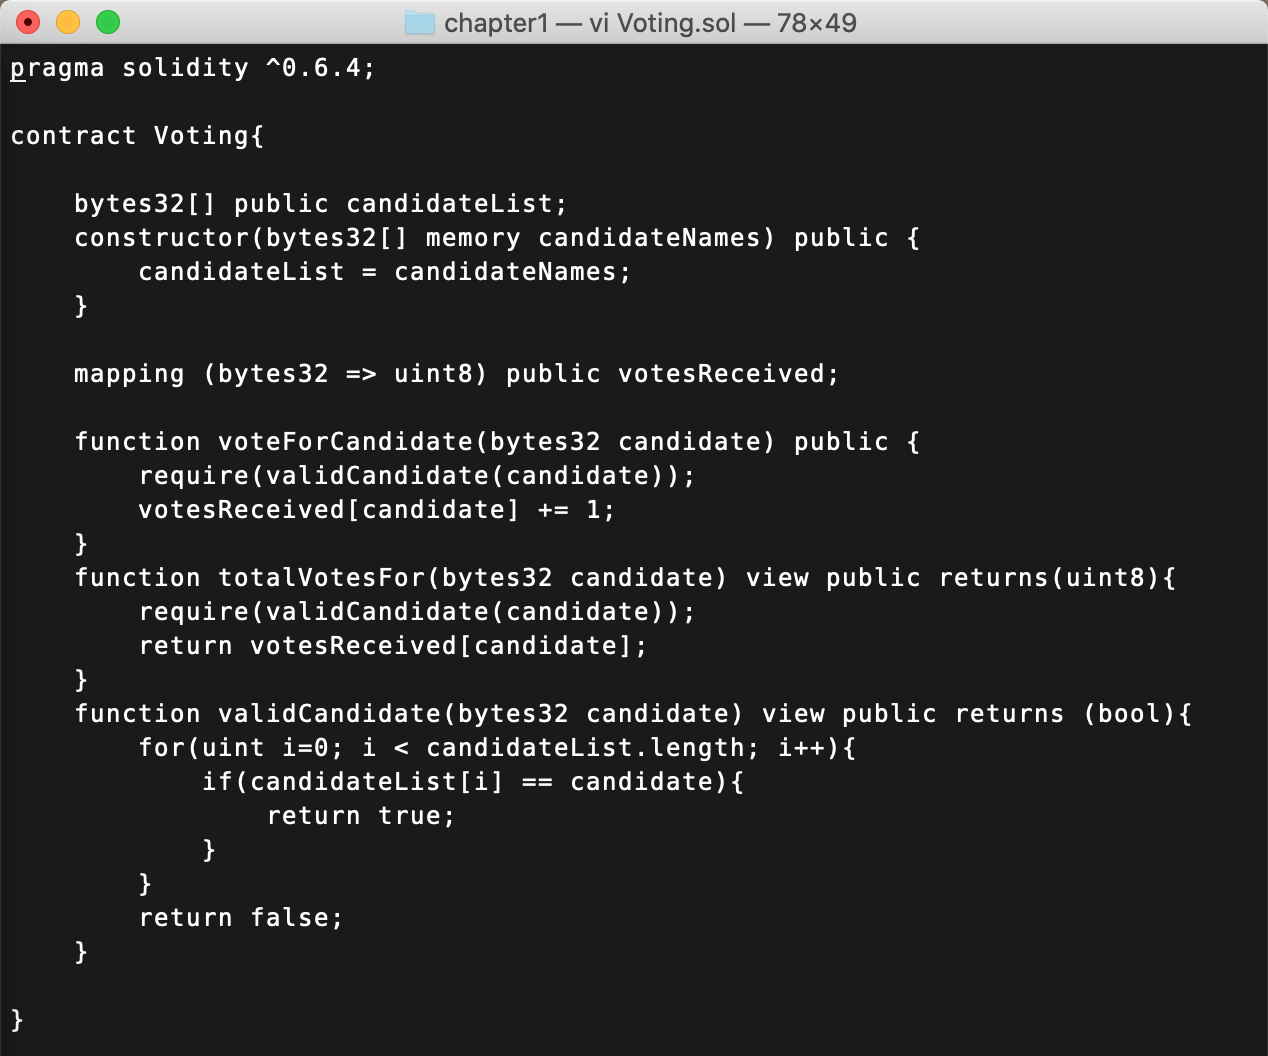 chapter1 — vi Voting.sol — 78×49
pragma solidity ^0.6.4;
contract Voting{
bytes32[] public candidateList;
constructor(bytes32[] memory candidateNames) public {
candidateList = candidateNames;
}
mapping (bytes32 => uint8) public votesReceived;
function voteForCandidate(bytes32 candidate) public {
require(validCandidate(candidate));
votesReceived[candidate] += 1;
}
function totalVotesFor(bytes32 candidate) view public returns(uint8){
require(validCandidate(candidate));
return votesReceived[candidate];
}
function validCandidate(bytes32 candidate) view public returns (bool){
for(uint i=0; i < candidateList.length; i++){
if(candidateList[i] == candidate){
return true;
}
}
return false;
}
}